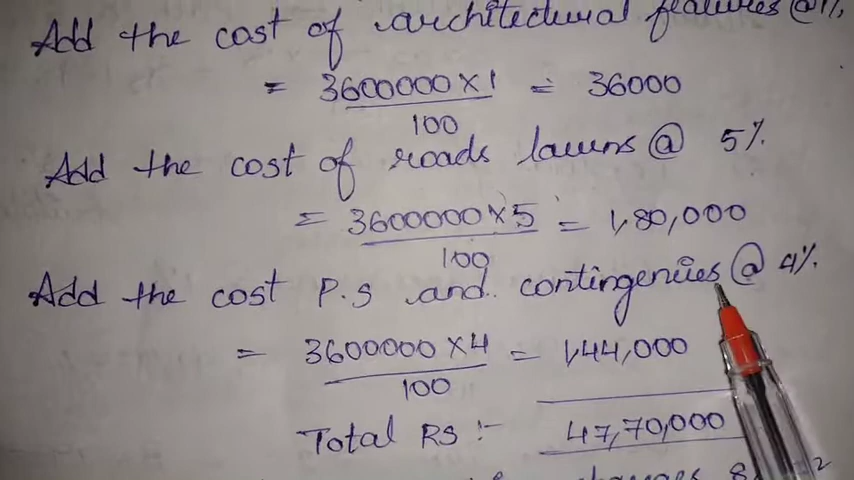 Add the cost of architectural features @ 1%
= 3600000 × 1 = 36000
100
Add the cost of roads lawns @ 5%
= 3600000 × 5 = 1,80,000
100
Add the cost P.S and contingencies @ 4%
= 3600000 × 4 = 1,44,000
100
Total RS :- 47,70,000
charges